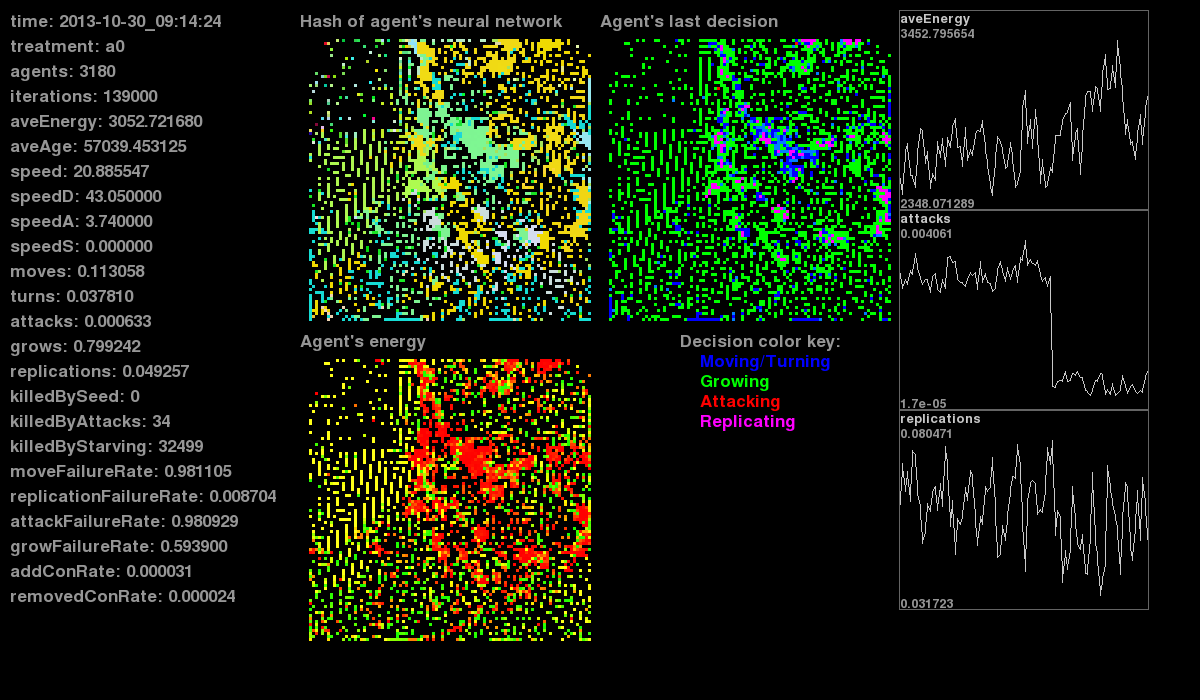 time: 2013-10-30_09:14:24
treatment: a0
agents: 3180
iterations: 139000
aveEnergy: 3052.721680
aveAge: 57039.453125
speed: 20.885547
speedD: 43.050000
speedA: 3.740000
speedS: 0.000000
moves: 0.113058
turns: 0.037810
attacks: 0.000633
grows: 0.799242
replications: 0.049257
killedBySeed: 0
killedByAttacks: 34
killedByStarving: 32499
moveFailureRate: 0.981105
replicationFailureRate: 0.008704
attackFailureRate: 0.980929
growFailureRate: 0.593900
addConRate: 0.000031
removedConRate: 0.000024
Hash of agent's neural network
Agent's last decision
Agent's energy
Decision color key:
Moving/Turning
Growing
Attacking
Replicating
aveEnergy
3452.795654
2348.071289
attacks
0.004061
1.7e-05
replications
0.080471
0.031723